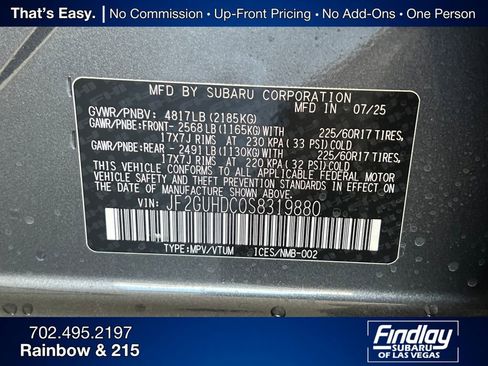 That's Easy. | No Commission - Up-Front Pricing / No Add-Ons - One Person
MFD BY SUBARU CORPORATION
GVWR/PNBV: 4817LB (2185KG) MFD IN 07/25
GAWR/PNBE:FRONT- 2568LB(1165KG)WITH 225/60R17 TIRES,
17X7J RIMS AT 230 KPA (33 PSI)COLD
GAWR/PNBE:REAR - 2491LB(1130KG)WITH 225/60R17 TIRES,
17X7J RIMS AT 220 KPA (32 PSI)COLD
THIS VEHICLE CONFORMS TO ALL APPLICABLE FEDERAL MOTOR
VEHICLE SAFETY AND THEFT PREVENTION STANDARDS IN EFFECT
ON THE DATE OF MANUFACTURE SHOWN ABOVE.
VIN: JF2GUHDC0S8319880
TYPE:MPV/VTUM ICES/NMB-002
702.495.2197
Rainbow & 215
Findlay
SUBARU
OF LAS VEGAS